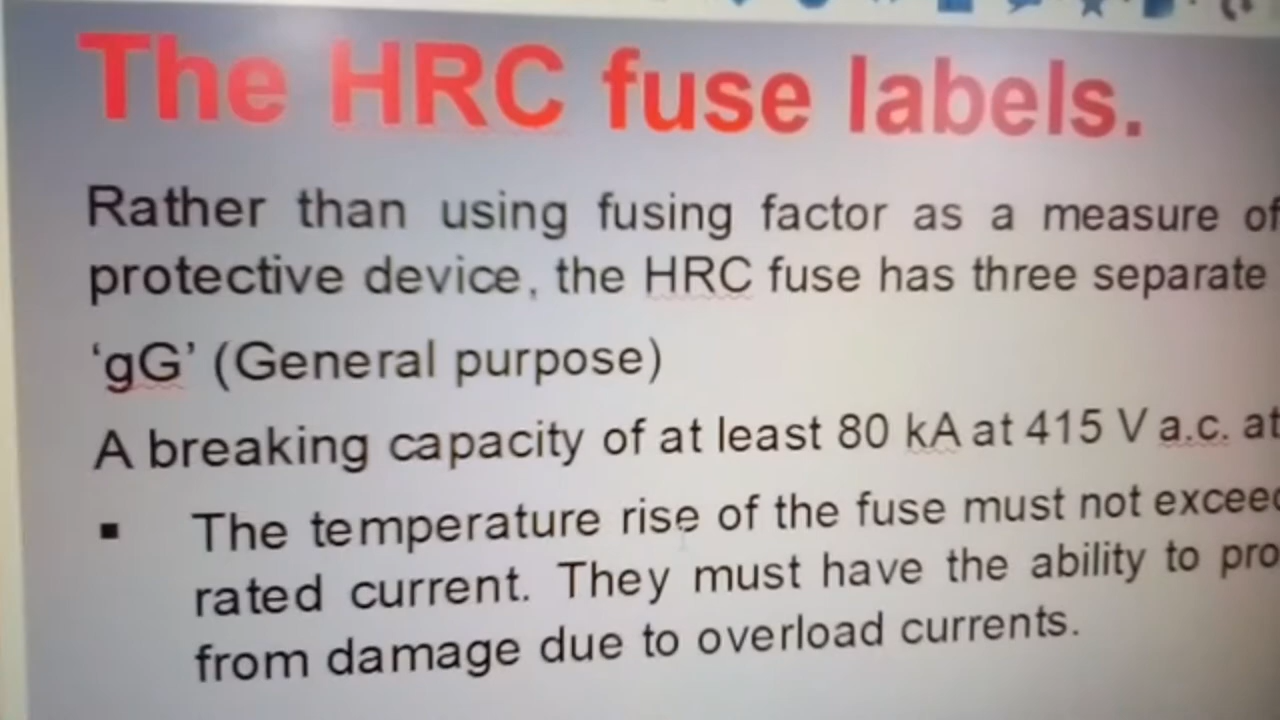 The HRC fuse labels.
Rather than using fusing factor as a measure of
protective device, the HRC fuse has three separate
‘gG’ (General purpose)
A breaking capacity of at least 80 kA at 415 V a.c. at
▪ The temperature rise of the fuse must not exceed
rated current. They must have the ability to pro
from damage due to overload currents.